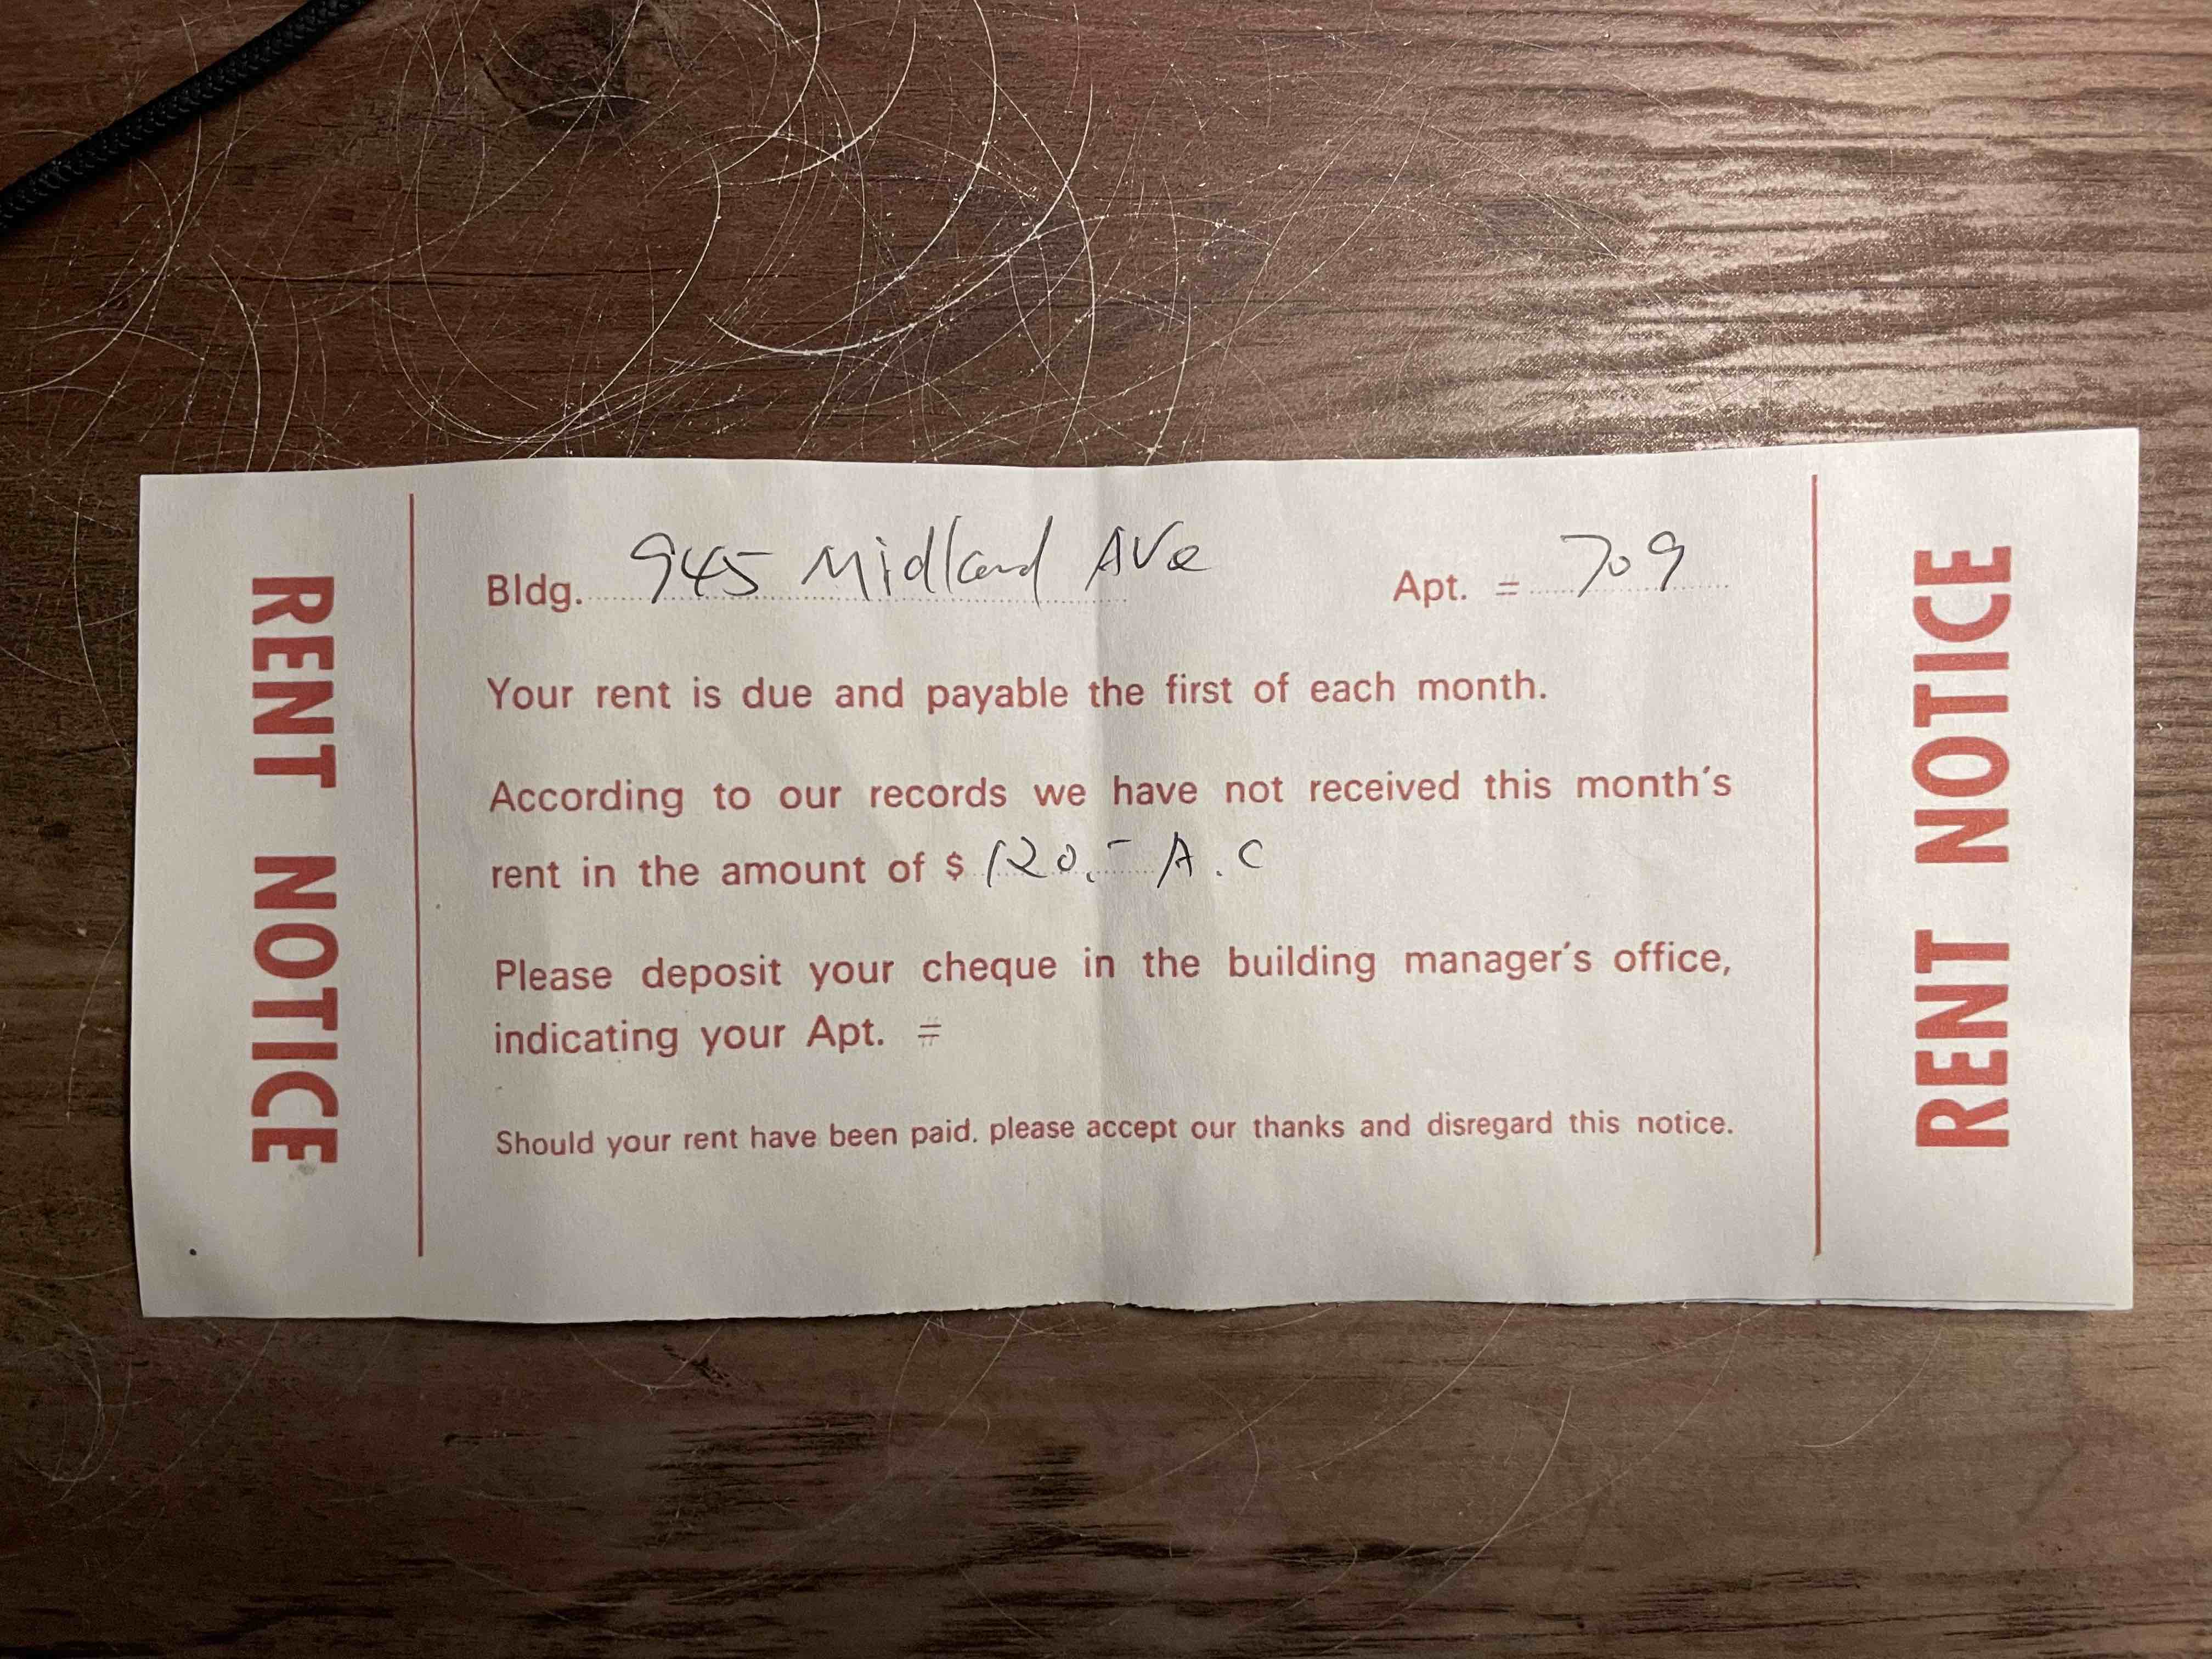 RENT NOTICE
Bldg. 945 Midland Ave Apt. # 709
Your rent is due and payable the first of each month.
According to our records we have not received this month's
rent in the amount of $ 120.- A.C
Please deposit your cheque in the building manager's office,
indicating your Apt. #
Should your rent have been paid, please accept our thanks and disregard this notice.
RENT NOTICE